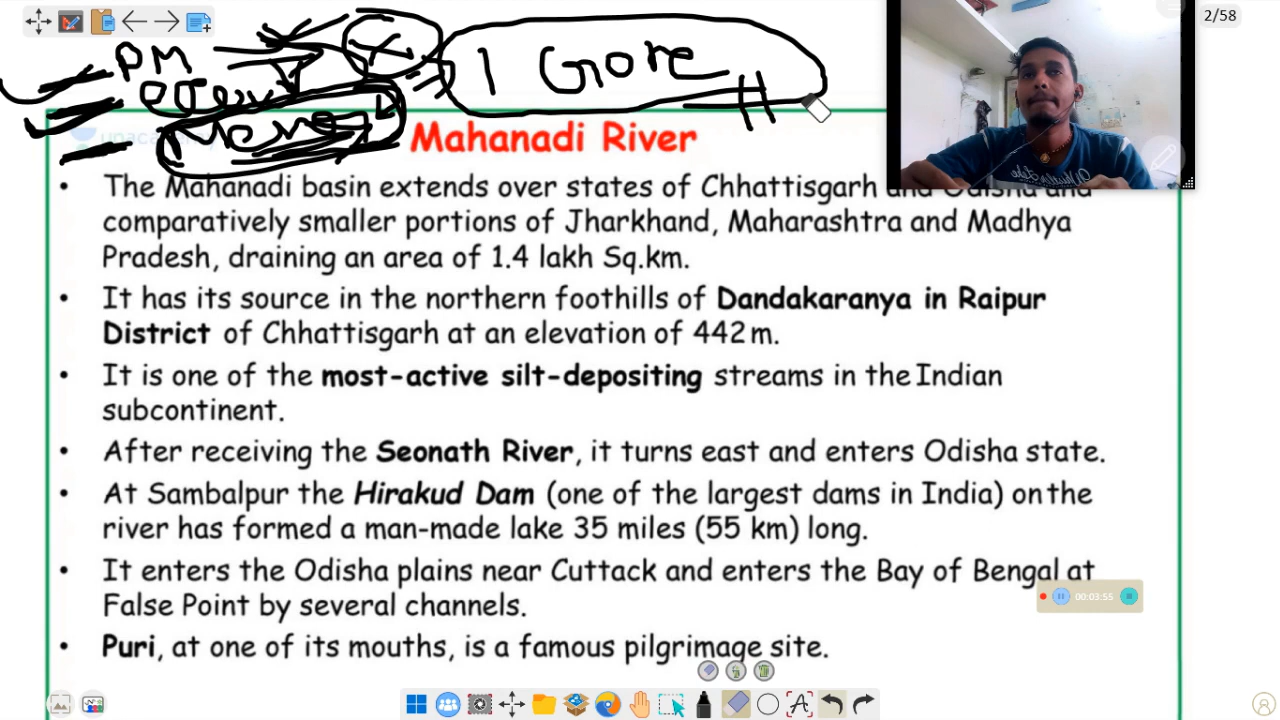 2/58
PM
1 Gore
Mahanadi River
• The Mahanadi basin extends over states of Chhattisgarh and Odisha and
comparatively smaller portions of Jharkhand, Maharashtra and Madhya
Pradesh, draining an area of 1.4 lakh Sq.km.
• It has its source in the northern foothills of Dandakaranya in Raipur
District of Chhattisgarh at an elevation of 442 m.
• It is one of the most-active silt-depositing streams in the Indian
subcontinent.
• After receiving the Seonath River, it turns east and enters Odisha state.
• At Sambalpur the Hirakud Dam (one of the largest dams in India) on the
river has formed a man-made lake 35 miles (55 km) long.
• It enters the Odisha plains near Cuttack and enters the Bay of Bengal at
False Point by several channels.
00:03:55
• Puri, at one of its mouths, is a famous pilgrimage site.